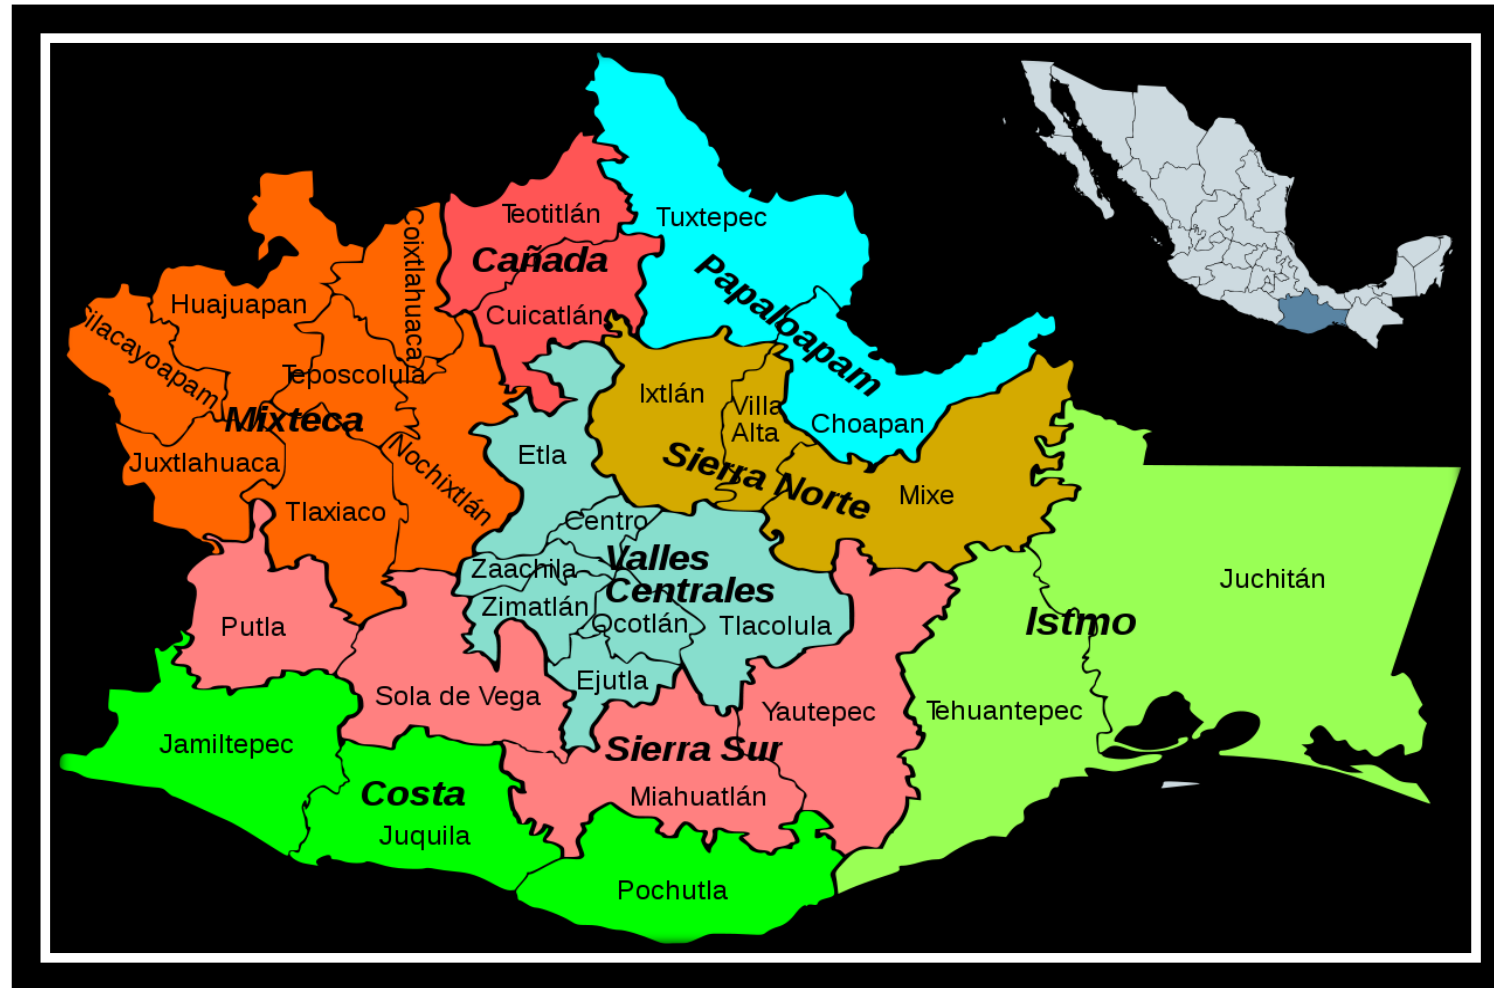 Teotitlán
Tuxtepec
Coixtlahuaca
Cañada
Papaloapam
Huajuapan
Cuicatlán
ilacayoapam
Teposcolula
Ixtlán
Villa
Alta
Choapan
Mixteca
Etla
Sierra Norte
Mixe
Juxtlahuaca
Nochixtlán
Tlaxiaco
Centro
Valles
Centrales
Zaachila
Zimatlán
Ocotlán
Tlacolula
Juchitán
Istmo
Putla
Ejutla
Sola de Vega
Yautepec
Tehuantepec
Jamiltepec
Sierra Sur
Costa
Miahuatlán
Juquila
Pochutla